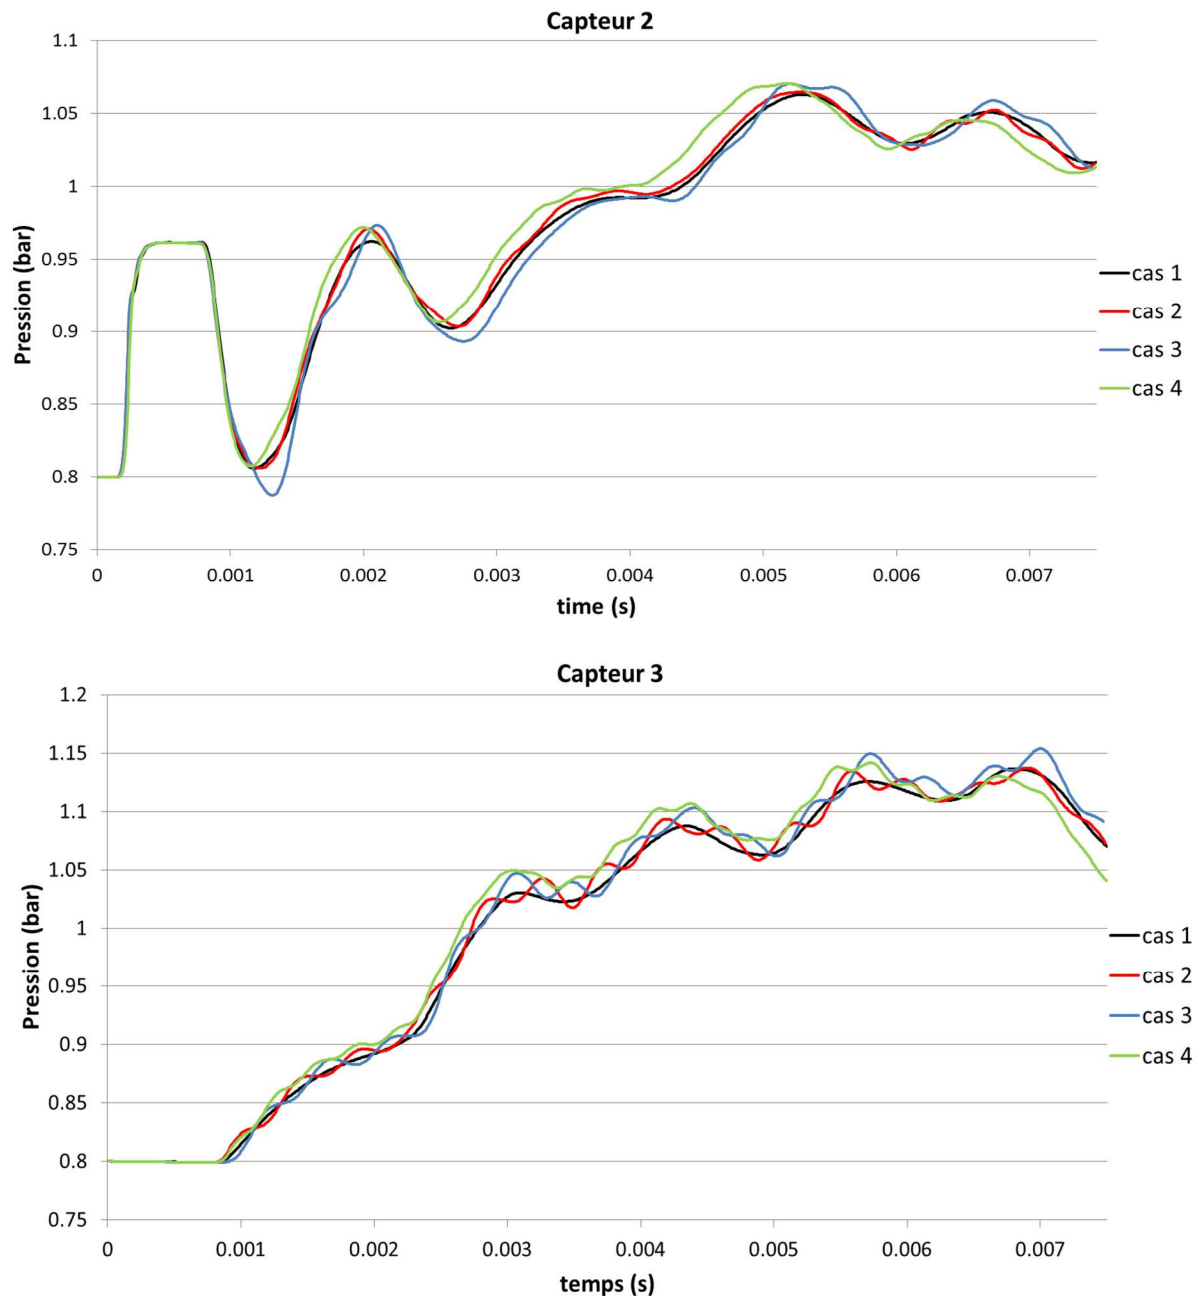 Capteur 2
1.1
1.05
1
0.95
0.9
0.85
0.8
0.75
Pression (bar)
0 0.001 0.002 0.003 0.004 0.005 0.006 0.007
time (s)
cas 1
cas 2
cas 3
cas 4
Capteur 3
1.2
1.15
1.1
1.05
1
0.95
0.9
0.85
0.8
0.75
Pression (bar)
0 0.001 0.002 0.003 0.004 0.005 0.006 0.007
temps (s)
cas 1
cas 2
cas 3
cas 4